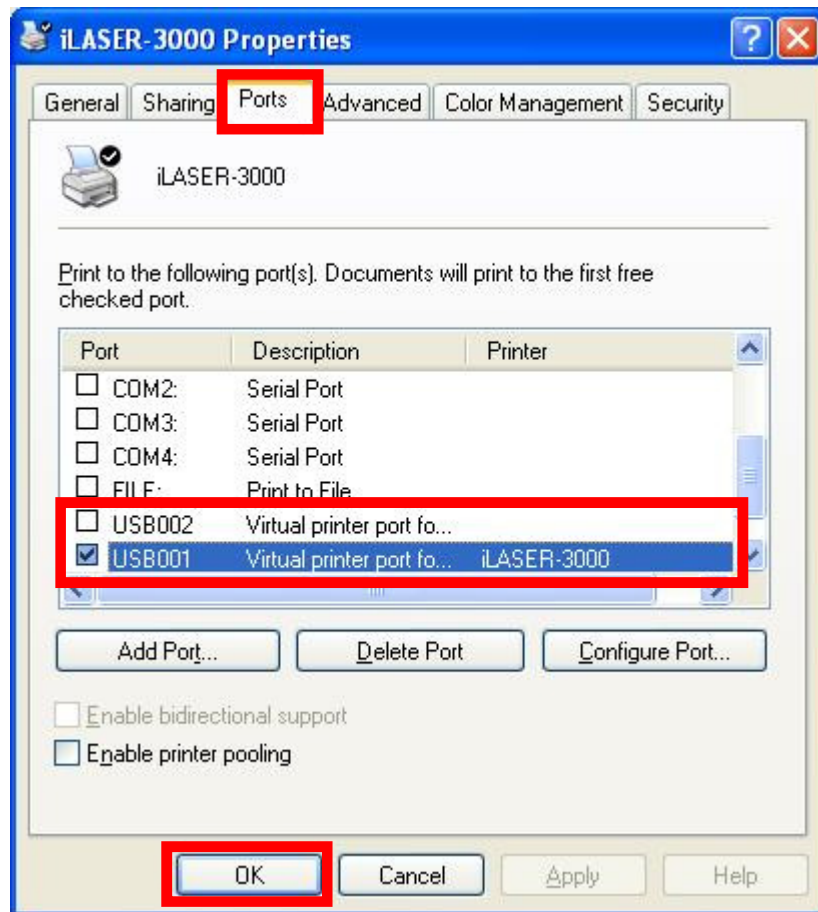 iLASER-3000 Properties
General Sharing Ports Advanced Color Management Security
iLASER-3000
Print to the following port(s). Documents will print to the first free
checked port.
Port Description Printer
COM2: Serial Port
COM3: Serial Port
COM4: Serial Port
FILE: Print to File
USB002 Virtual printer port fo...
USB001 Virtual printer port fo... iLASER-3000
Add Port... Delete Port Configure Port...
Enable bidirectional support
Enable printer pooling
OK Cancel Apply Help